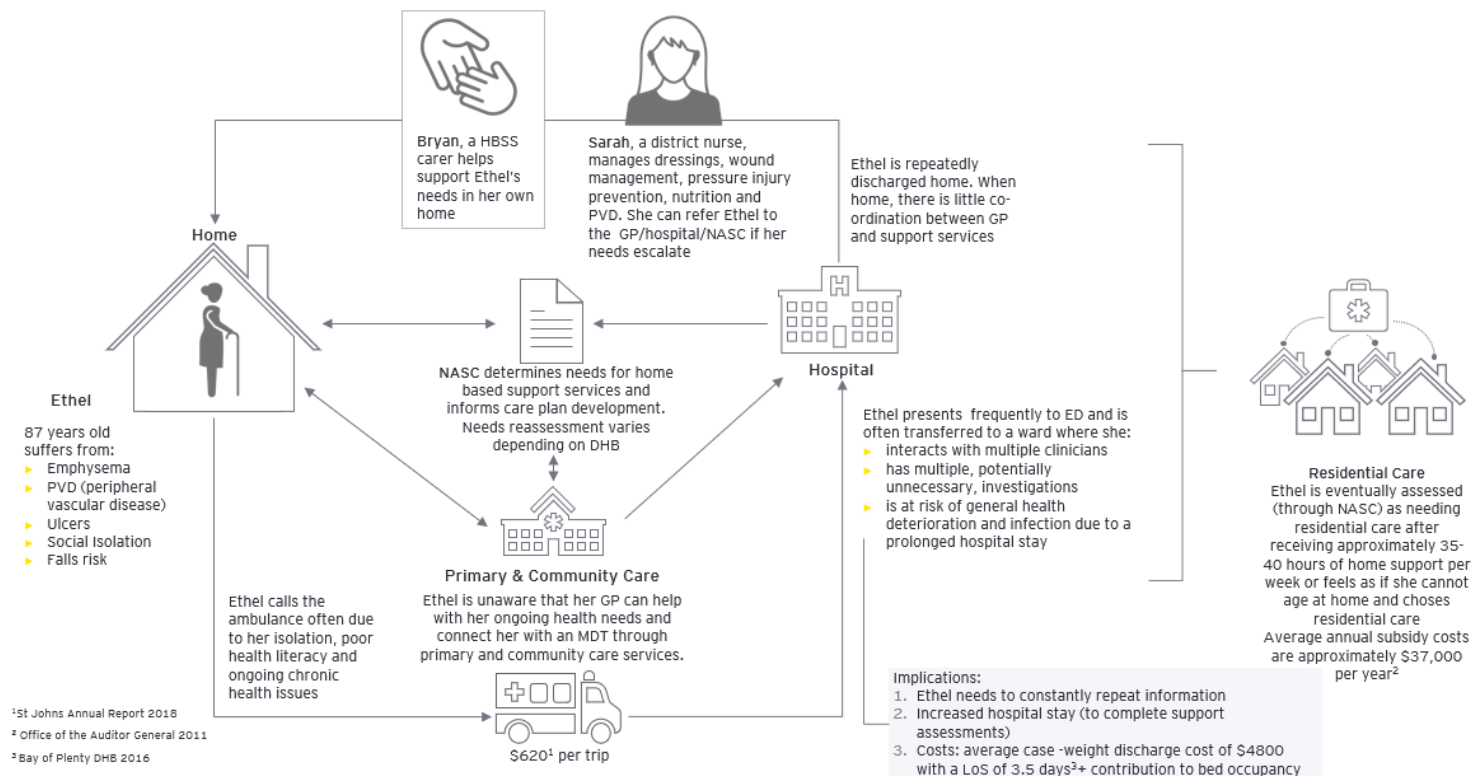 Bryan, a HBSS
carer helps
support Ethel's
needs in her own
home
Sarah, a district nurse,
manages dressings, wound
management, pressure injury
prevention, nutrition and
PVD. She can refer Ethel to
the GP/hospital/NASC if her
needs escalate
Ethel is repeatedly
discharged home. When
home, there is little co-
ordination between GP
and support services
Home
H
Hospital
NASC determines needs for home
based support services and
informs care plan development.
Needs reassessment varies
depending on DHB
Ethel
87 years old
suffers from:
► Emphysema
► PVD (peripheral
vascular disease)
► Ulcers
► Social Isolation
► Falls risk
Ethel presents frequently to ED and is
often transferred to a ward where she:
► interacts with multiple clinicians
► has multiple, potentially
unnecessary, investigations
► is at risk of general health
deterioration and infection due to a
prolonged hospital stay
Residential Care
Ethel is eventually assessed
(through NASC) as needing
residential care after
receiving approximately 35-
40 hours of home support per
week or feels as if she cannot
age at home and choses
residential care
Average annual subsidy costs
are approximately $37,000
per year²
Primary & Community Care
Ethel is unaware that her GP can help
with her ongoing health needs and
connect her with an MDT through
primary and community care services.
Ethel calls the
ambulance often due
to her isolation, poor
health literacy and
ongoing chronic
health issues
$620¹ per trip
Implications:
1. Ethel needs to constantly repeat information
2. Increased hospital stay (to complete support
assessments)
3. Costs: average case -weight discharge cost of $4800
with a LoS of 3.5 days³+ contribution to bed occupancy
¹St Johns Annual Report 2018
² Office of the Auditor General 2011
³ Bay of Plenty DHB 2016